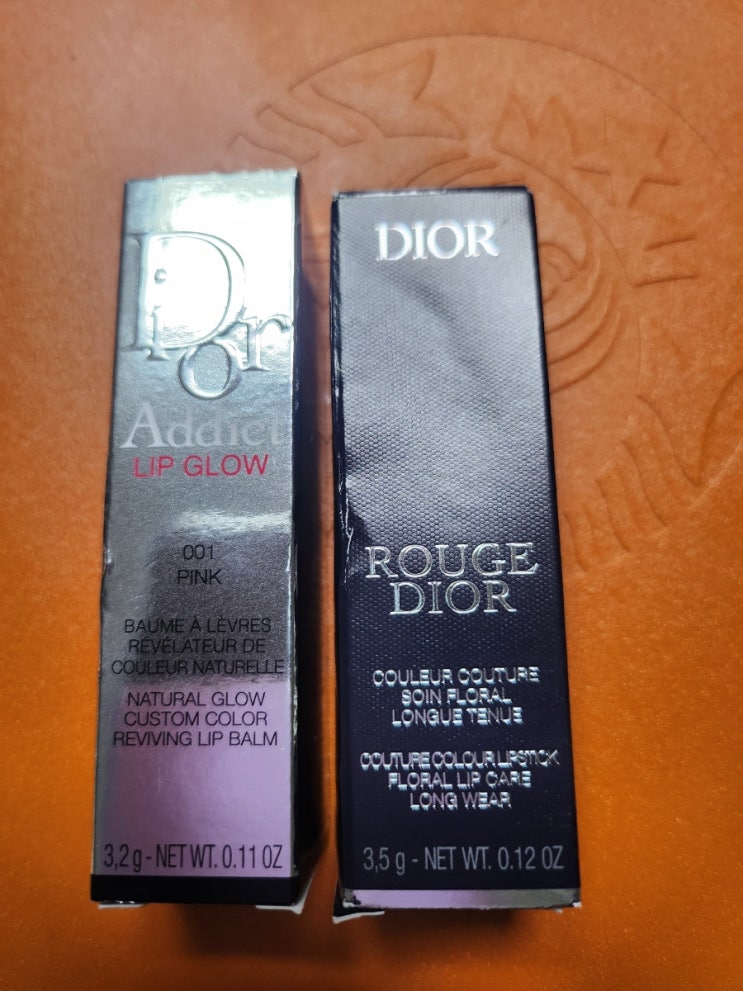 Dior
Addict
LIP GLOW
001
PINK
BAUME À LÈVRES
RÉVÉLATEUR DE
COULEUR NATURELLE
NATURAL GLOW
CUSTOM COLOR
REVIVING LIP BALM
3,2 g - NET WT. 0.11 OZ
DIOR
ROUGE
DIOR
COULEUR COUTURE
SOIN FLORAL
LONGUE TENUE
COUTURE COLOUR LIPSTICK
FLORAL LIP CARE
LONG WEAR
3,5 g - NET WT. 0.12 OZ